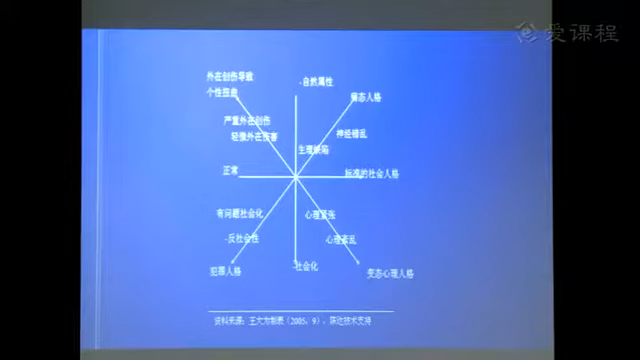 爱课程
外在创伤导致
个性扭曲
-自然属性
病态人格
严重外在创伤
轻微外在伤害
神经错乱
生理缺陷
正常
标准的社会人格
有问题社会化
心理紧张
-反社会性
心理紊乱
犯罪人格
-社会化
变态心理人格
资料来源：王大为制表（2005；9），陈达技术支持